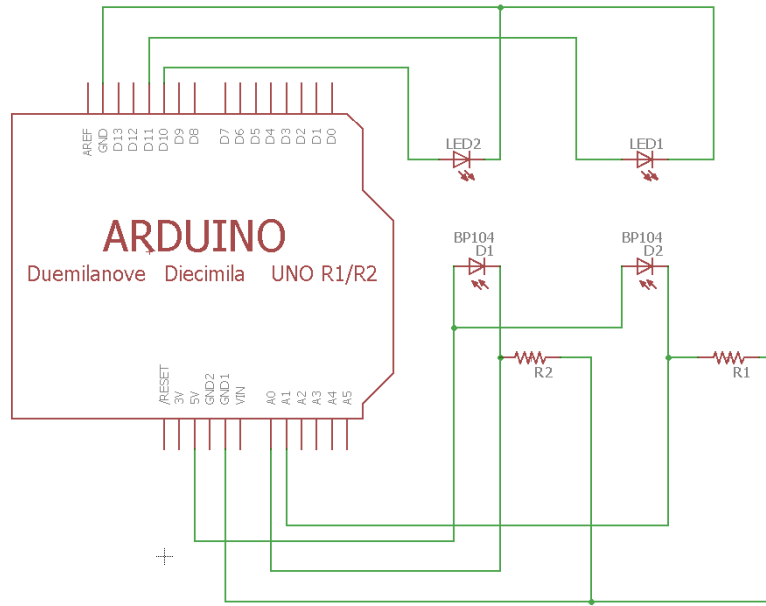 AREF
GND
D13
D12
D11
D10
D9
D8
D7
D6
D5
D4
D3
D2
D1
D0
LED2
LED1
ARDUINO
Duemilanove Diecimila UNO R1/R2
BP104
D1
BP104
D2
R2
R1
/RESET
3V
5V
GND2
GND1
VIN
A0
A1
A2
A3
A4
A5